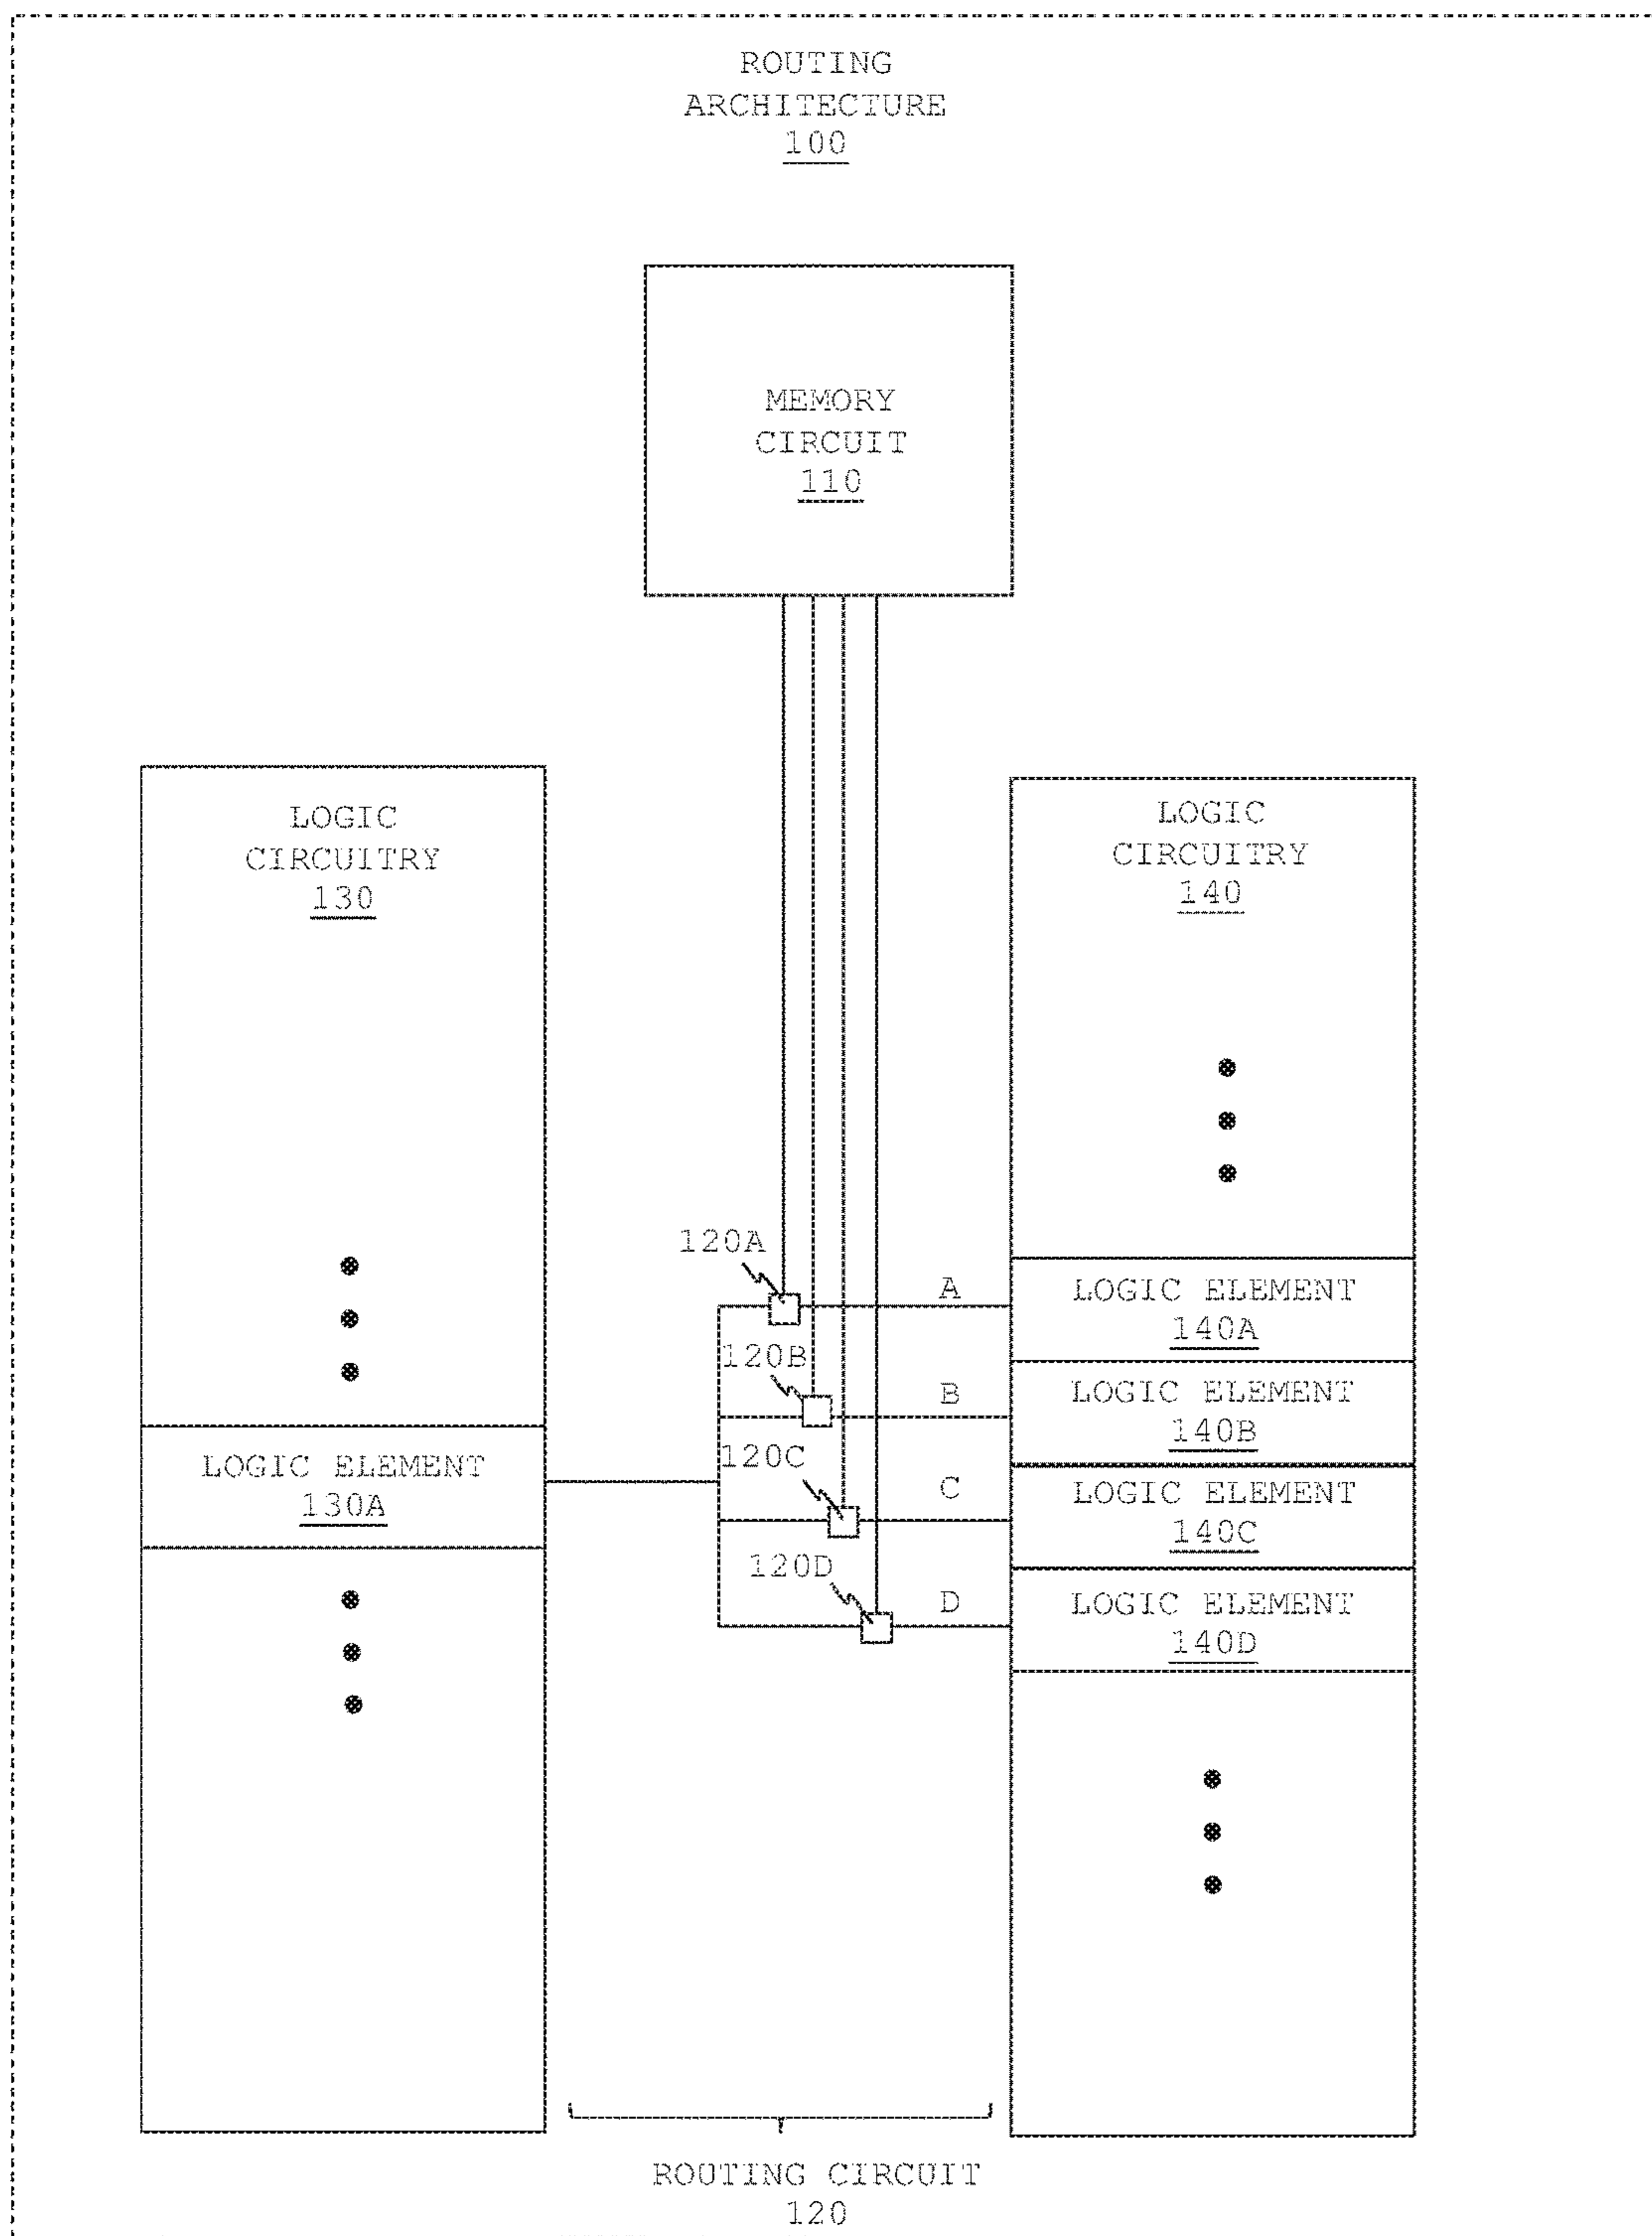 ROUTING
ARCHITECTURE
100
MEMORY
CIRCUIT
110
LOGIC
CIRCUITRY
130
LOGIC
CIRCUITRY
140
120A
A
LOGIC ELEMENT
140A
120B
B
LOGIC ELEMENT
140B
LOGIC ELEMENT
130A
120C
C
LOGIC ELEMENT
140C
120D
D
LOGIC ELEMENT
140D
ROUTING CIRCUIT
120